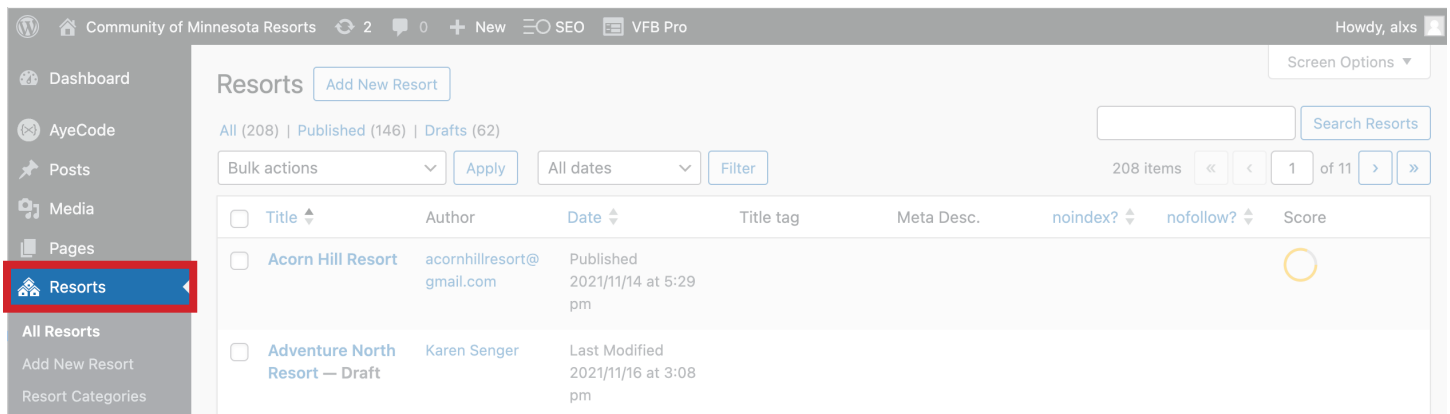 Community of Minnesota Resorts 2 0 + New SEO VFB Pro Howdy, alxs
Dashboard
AyeCode
Posts
Media
Pages
Resorts
All Resorts
Add New Resort
Resort Categories
Screen Options ▼
Resorts Add New Resort
All (208) | Published (146) | Drafts (62)
Search Resorts
Bulk actions Apply All dates Filter 208 items « ‹ 1 of 11 › »
Title Author Date Title tag Meta Desc. noindex? nofollow? Score
Acorn Hill Resort acornhillresort@ Published
gmail.com 2021/11/14 at 5:29
pm
Adventure North Karen Senger Last Modified
Resort — Draft 2021/11/16 at 3:08
pm